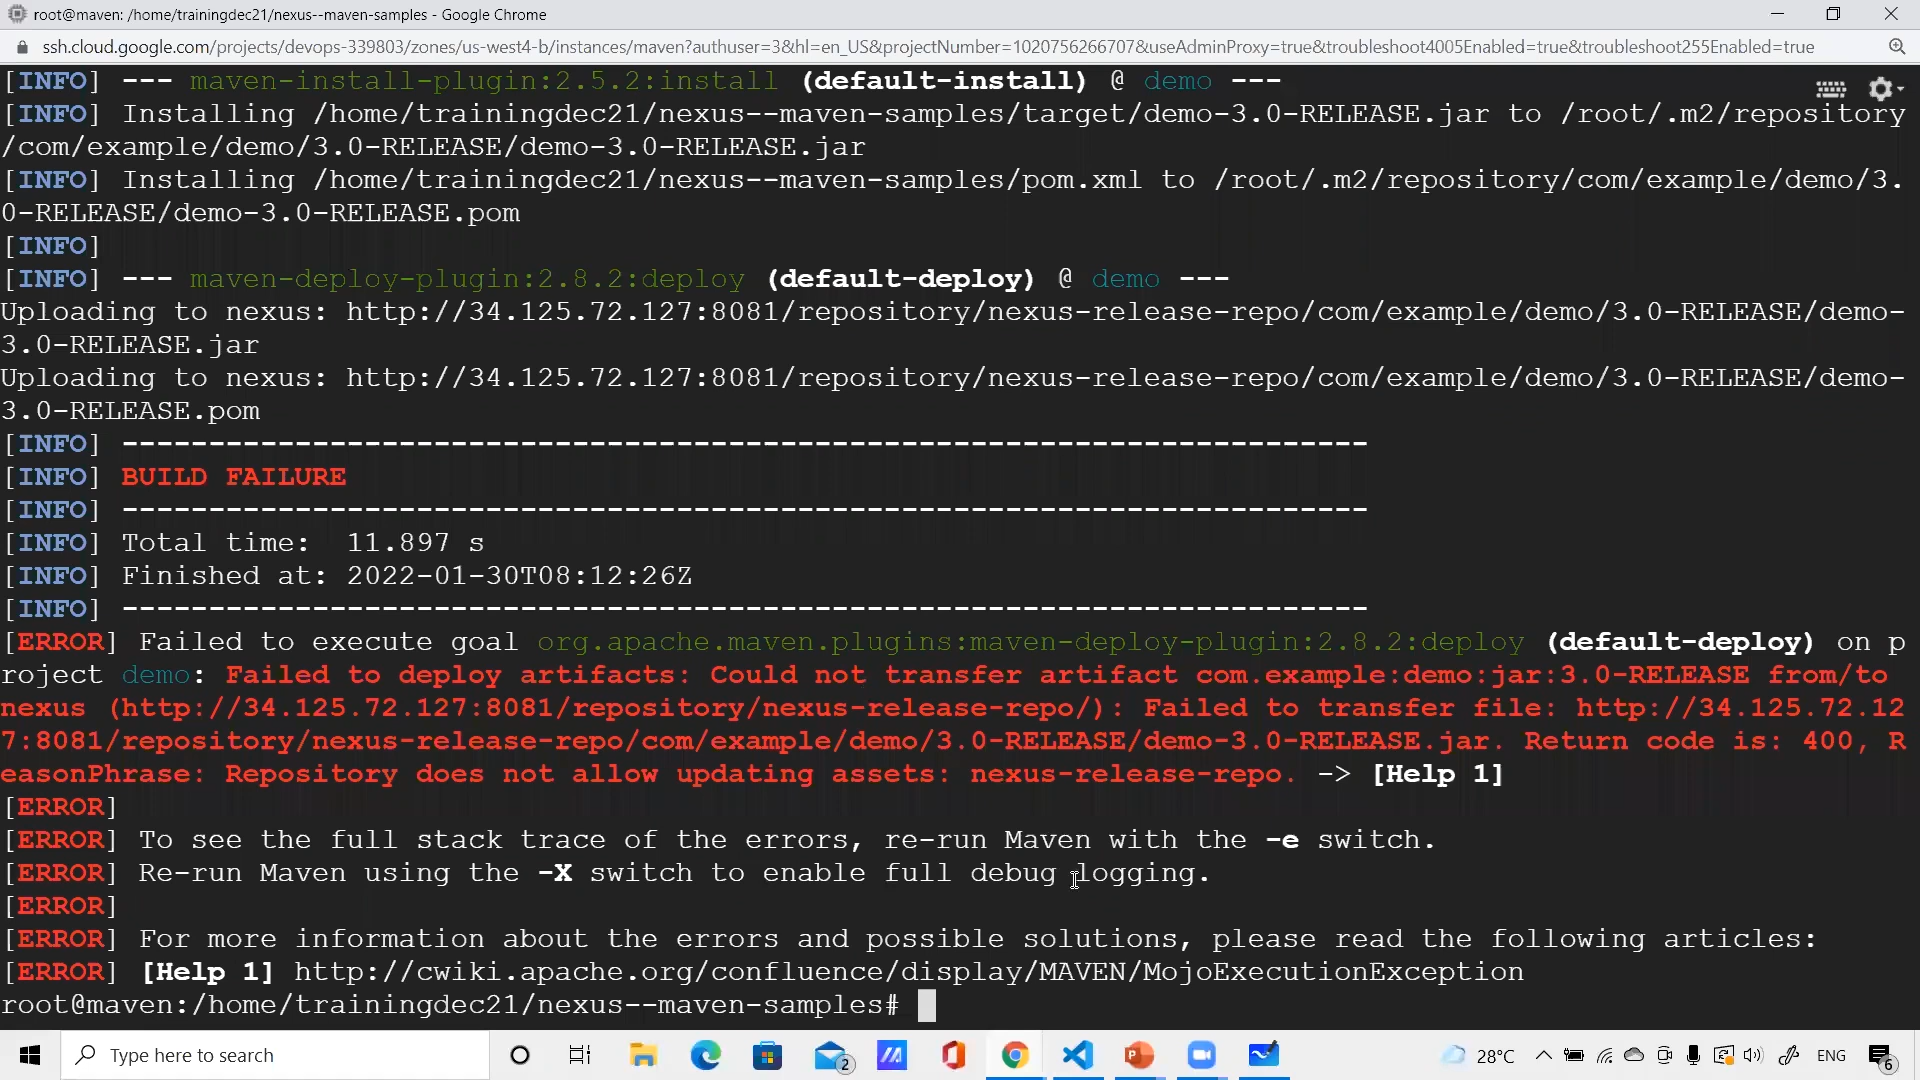 root@maven: /home/trainingdec21/nexus--maven-samples - Google Chrome
ssh.cloud.google.com/projects/devops-339803/zones/us-west4-b/instances/maven?authuser=3&hl=en_US&projectNumber=1020756266707&useAdminProxy=true&troubleshoot4005Enabled=true&troubleshoot255Enabled=true
[INFO] --- maven-install-plugin:2.5.2:install (default-install) @ demo ---
[INFO] Installing /home/trainingdec21/nexus--maven-samples/target/demo-3.0-RELEASE.jar to /root/.m2/repository
/com/example/demo/3.0-RELEASE/demo-3.0-RELEASE.jar
[INFO] Installing /home/trainingdec21/nexus--maven-samples/pom.xml to /root/.m2/repository/com/example/demo/3.
0-RELEASE/demo-3.0-RELEASE.pom
[INFO]
[INFO] --- maven-deploy-plugin:2.8.2:deploy (default-deploy) @ demo ---
Uploading to nexus: http://34.125.72.127:8081/repository/nexus-release-repo/com/example/demo/3.0-RELEASE/demo-
3.0-RELEASE.jar
Uploading to nexus: http://34.125.72.127:8081/repository/nexus-release-repo/com/example/demo/3.0-RELEASE/demo-
3.0-RELEASE.pom
[INFO] ------------------------------------------------------------------------
[INFO] BUILD FAILURE
[INFO] ------------------------------------------------------------------------
[INFO] Total time:  11.897 s
[INFO] Finished at: 2022-01-30T08:12:26Z
[INFO] ------------------------------------------------------------------------
[ERROR] Failed to execute goal org.apache.maven.plugins:maven-deploy-plugin:2.8.2:deploy (default-deploy) on p
roject demo: Failed to deploy artifacts: Could not transfer artifact com.example:demo:jar:3.0-RELEASE from/to
nexus (http://34.125.72.127:8081/repository/nexus-release-repo/): Failed to transfer file: http://34.125.72.12
7:8081/repository/nexus-release-repo/com/example/demo/3.0-RELEASE/demo-3.0-RELEASE.jar. Return code is: 400, R
easonPhrase: Repository does not allow updating assets: nexus-release-repo. -> [Help 1]
[ERROR]
[ERROR] To see the full stack trace of the errors, re-run Maven with the -e switch.
[ERROR] Re-run Maven using the -X switch to enable full debug logging.
[ERROR]
[ERROR] For more information about the errors and possible solutions, please read the following articles:
[ERROR] [Help 1] http://cwiki.apache.org/confluence/display/MAVEN/MojoExecutionException
root@maven:/home/trainingdec21/nexus--maven-samples#
Type here to search
2
28°C
ENG
6